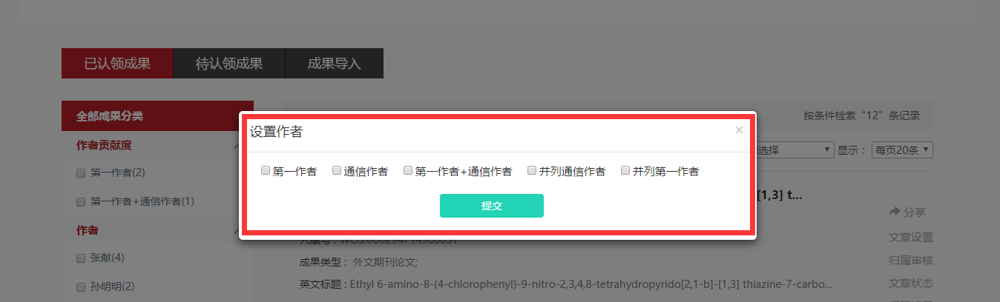 已认领成果 待认领成果 成果导入
全部成果分类
按条件检索“12”条记录
作者贡献度
设置作者 ×
选择 显示： 每页20条
第一作者(2)
第一作者 通信作者 第一作者+通信作者 并列通信作者 并列第一作者
第一作者+通信作者(1)
提交
[1,3] t...
分享
作者
文章设置
张献(4)
成果类型： 外文期刊论文;
归属审核
孙明明(2)
英文标题 : Ethyl 6-amino-8-(4-chlorophenyl)-9-nitro-2,3,4,8-tetrahydropyrido[2,1-b]-[1,3] thiazine-7-carbo...
文章状态